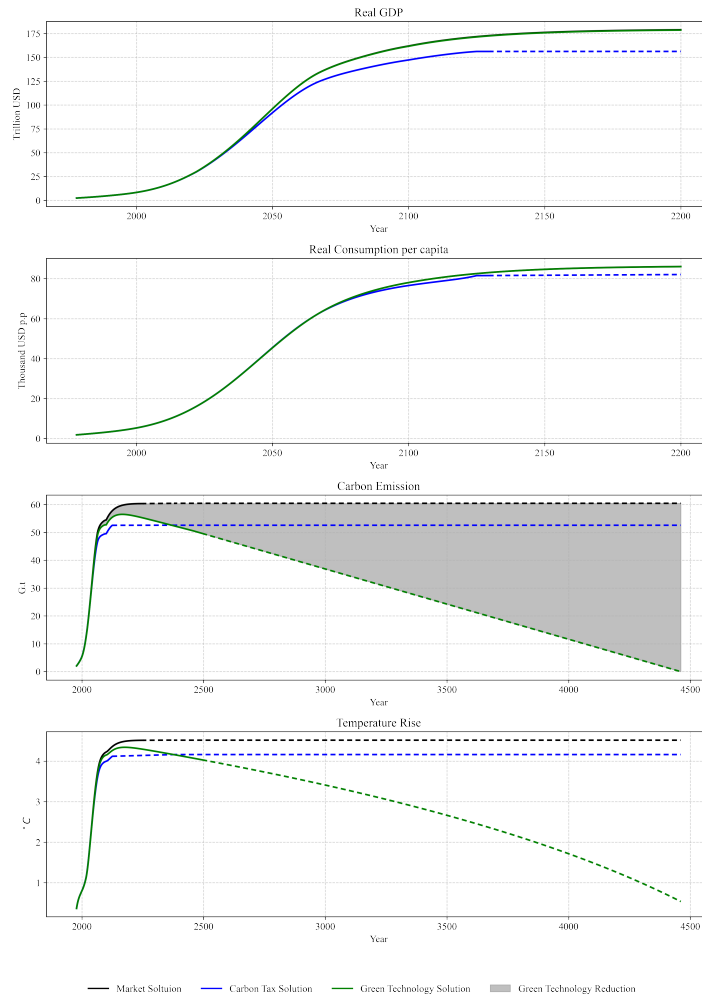 Real GDP
175
150
125
100
75
50
25
0
Trillion USD
2000 2050 2100 2150 2200
Year
Real Consumption per capita
80
60
40
20
0
Thousand USD p.p
2000 2050 2100 2150 2200
Year
Carbon Emission
60
50
40
30
20
10
0
G.t
2000 2500 3000 3500 4000 4500
Year
Temperature Rise
4
3
2
1
° C
2000 2500 3000 3500 4000 4500
Year
Market Soltuion Carbon Tax Solution Green Technology Solution Green Technology Reduction